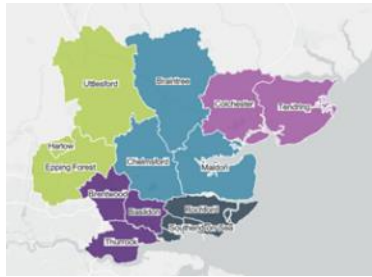 Uttlesford
Braintree
Colchester
Tendring
Harlow
Epping Forest
Chelmsford
Maldon
Brentwood
Basildon
Rochford
Southend on Sea
Thurrock